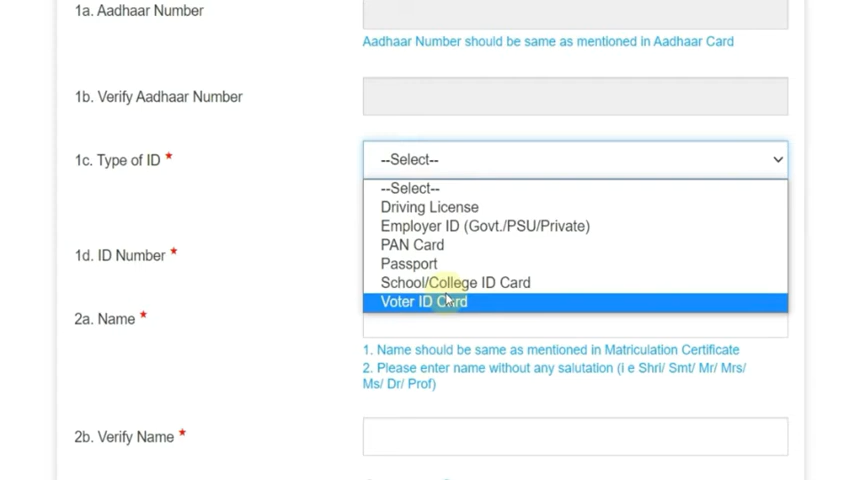 1a. Aadhaar Number
Aadhaar Number should be same as mentioned in Aadhaar Card
1b. Verify Aadhaar Number
1c. Type of ID *
--Select--
--Select--
Driving License
Employer ID (Govt./PSU/Private)
PAN Card
Passport
School/College ID Card
Voter ID Card
1d. ID Number *
2a. Name *
1. Name should be same as mentioned in Matriculation Certificate
2. Please enter name without any salutation (i e Shri/ Smt/ Mr/ Mrs/
Ms/ Dr/ Prof)
2b. Verify Name *